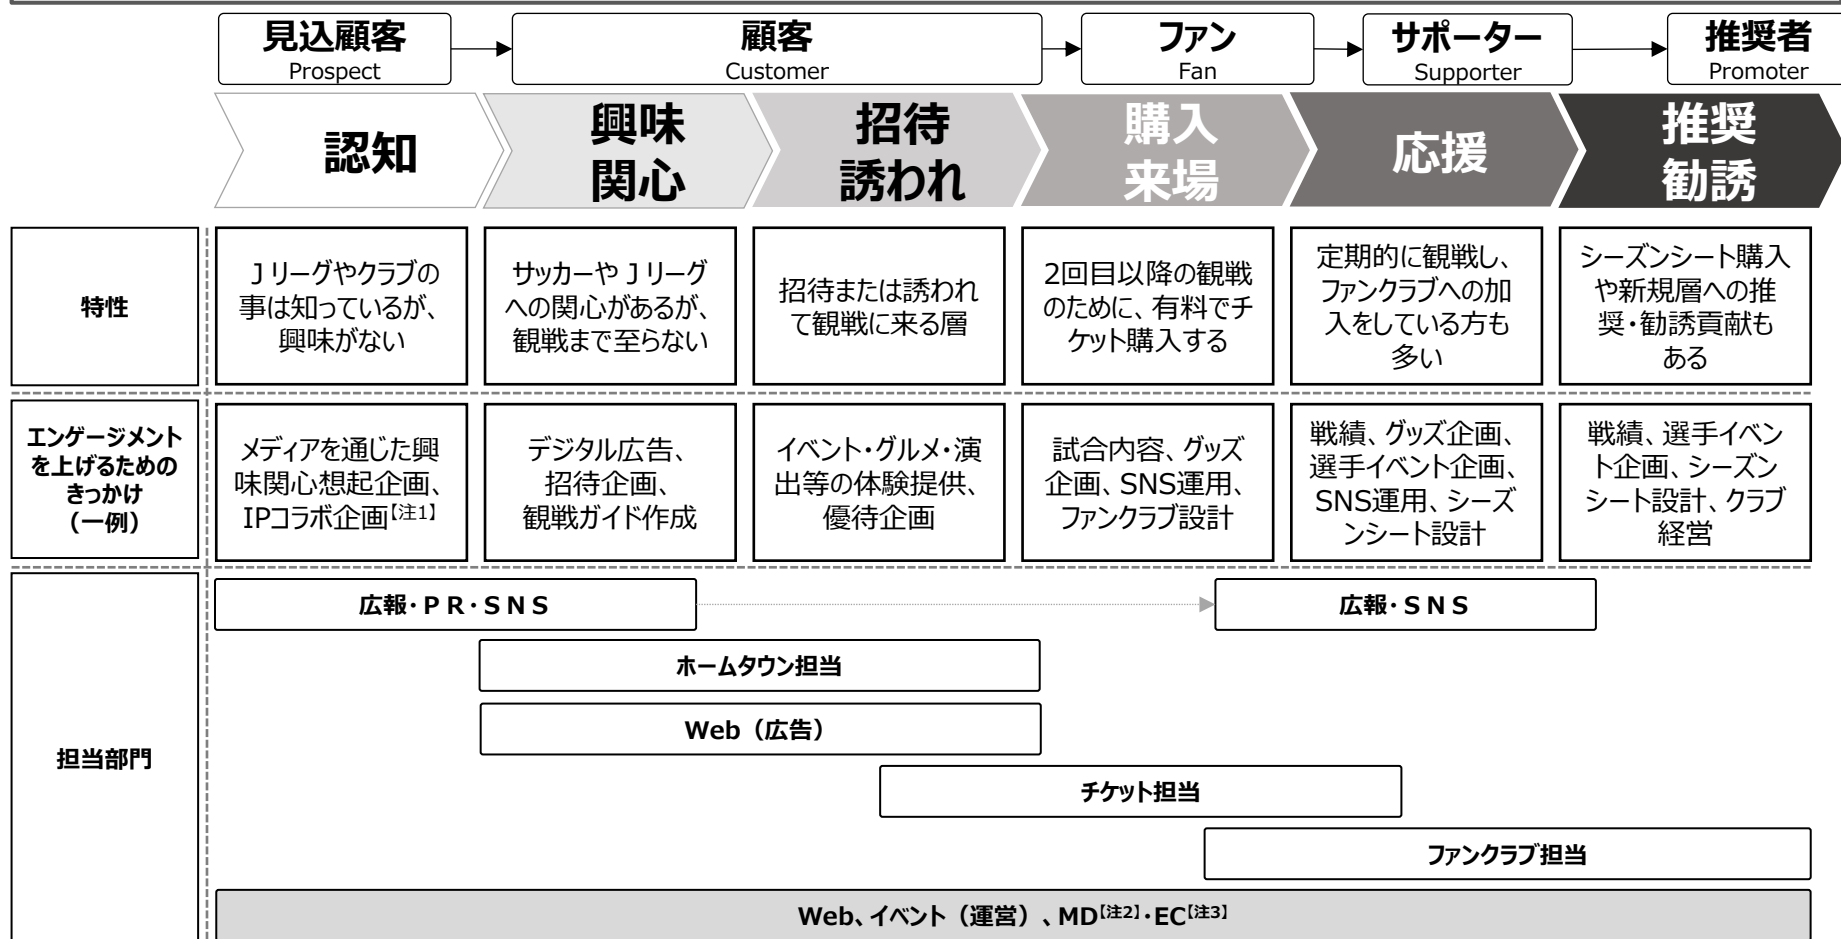 見込顧客
Prospect
顧客
Customer
ファン
Fan
サポーター
Supporter
推奨者
Promoter
認知
興味
関心
招待
誘われ
購入
来場
応援
推奨
勧誘
特性
Jリーグやクラブの
事は知っているが、
興味がない
サッカーやJリーグ
への関心があるが、
観戦まで至らない
招待または誘われ
て観戦に来る層
2回目以降の観戦
のために、有料でチ
ケット購入する
定期的に観戦し、
ファンクラブへの加
入をしている方も
多い
シーズンシート購入
や新規層への推
奨・勧誘貢献も
ある
エンゲージメント
を上げるための
きっかけ
（一例）
メディアを通じた興
味関心想起企画、
IPコラボ企画【注1】
デジタル広告、
招待企画、
観戦ガイド作成
イベント・グルメ・演
出等の体験提供、
優待企画
試合内容、グッズ
企画、SNS運用、
ファンクラブ設計
戦績、グッズ企画、
選手イベント企画、
SNS運用、シーズ
ンシート設計
戦績、選手イベン
ト企画、シーズン
シート設計、クラブ
経営
担当部門
広報・PR・SNS
広報・SNS
ホームタウン担当
Web（広告）
チケット担当
ファンクラブ担当
Web、イベント（運営）、MD【注2】・EC【注3】